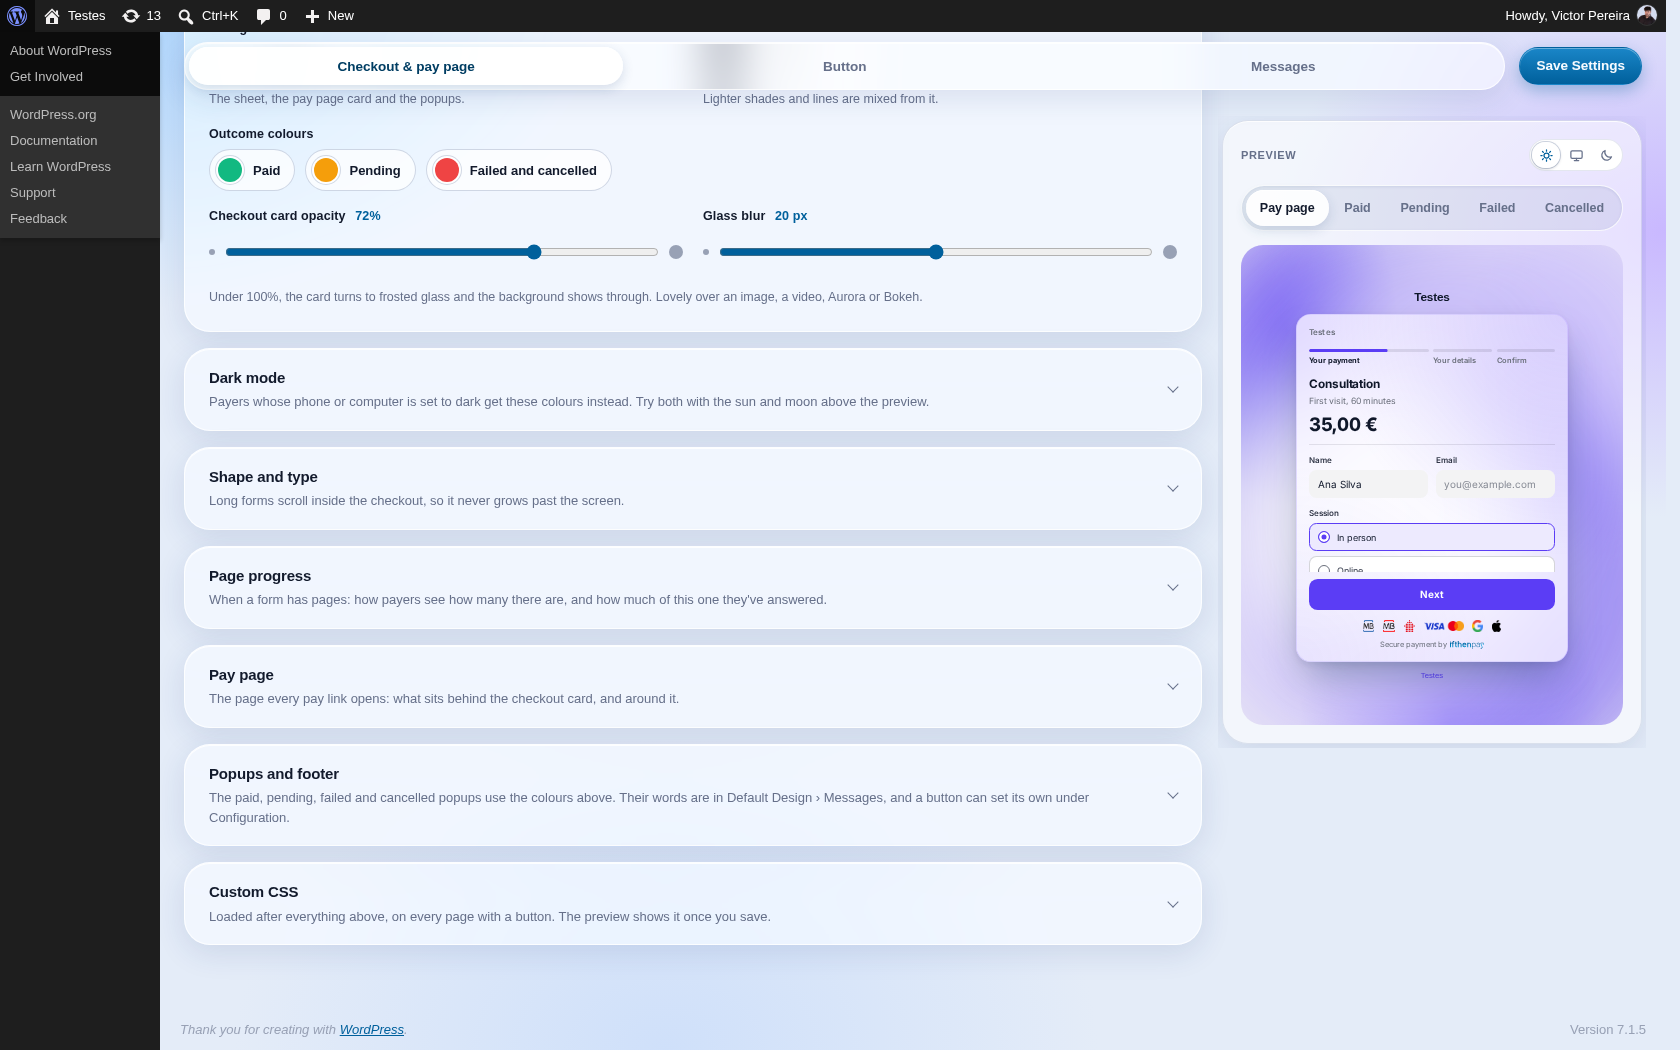 Testes
13
Ctrl+K
0
New
Howdy, Victor Pereira
About WordPress
Get Involved
WordPress.org
Documentation
Learn WordPress
Support
Feedback
Checkout & pay page
Button
Messages
Save Settings
The sheet, the pay page card and the popups.
Lighter shades and lines are mixed from it.
Outcome colours
Paid
Pending
Failed and cancelled
Checkout card opacity 72%
Glass blur 20 px
Under 100%, the card turns to frosted glass and the background shows through. Lovely over an image, a video, Aurora or Bokeh.
Dark mode
Payers whose phone or computer is set to dark get these colours instead. Try both with the sun and moon above the preview.
Shape and type
Long forms scroll inside the checkout, so it never grows past the screen.
Page progress
When a form has pages: how payers see how many there are, and how much of this one they've answered.
Pay page
The page every pay link opens: what sits behind the checkout card, and around it.
Popups and footer
The paid, pending, failed and cancelled popups use the colours above. Their words are in Default Design › Messages, and a button can set its own under
Configuration.
Custom CSS
Loaded after everything above, on every page with a button. The preview shows it once you save.
PREVIEW
Pay page
Paid
Pending
Failed
Cancelled
Testes
Testes
Your payment
Your details
Confirm
Consultation
First visit, 60 minutes
35,00 €
Name
Email
Ana Silva
you@example.com
Session
In person
Online
Next
MB
MB
VISA
Secure payment by ifthenpay
Testes
Thank you for creating with WordPress.
Version 7.1.5